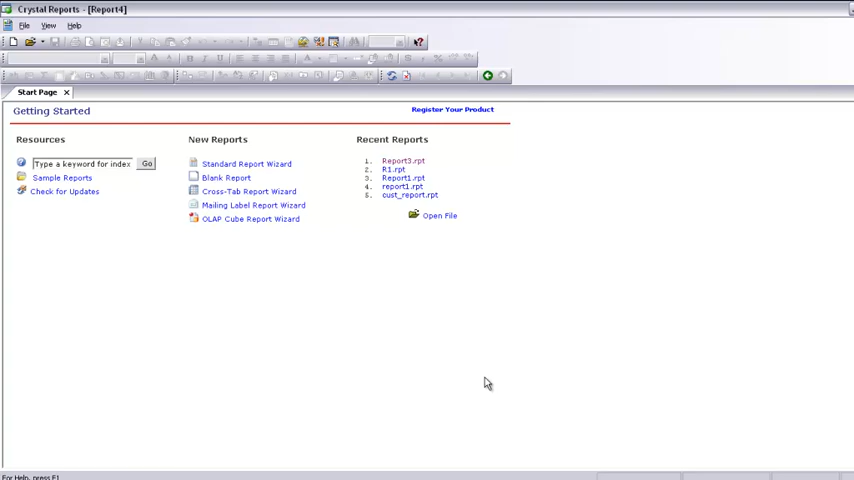 Crystal Reports - [Report4]
File View Help
Start Page
Getting Started
Register Your Product
Resources
Type a keyword for index
Go
Sample Reports
Check for Updates
New Reports
Standard Report Wizard
Blank Report
Cross-Tab Report Wizard
Mailing Label Report Wizard
OLAP Cube Report Wizard
Recent Reports
1. Report3.rpt
2. R1.rpt
3. Report1.rpt
4. report1.rpt
5. cust_report.rpt
Open File
For Help, press F1